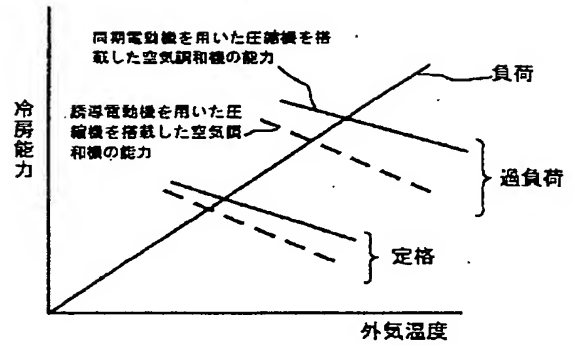 同期電動機を用いた圧縮機を搭
載した空気調和機の能力
負荷
冷房能力
誘導電動機を用いた圧
縮機を搭載した空気調
和機の能力
過負荷
定格
外気温度